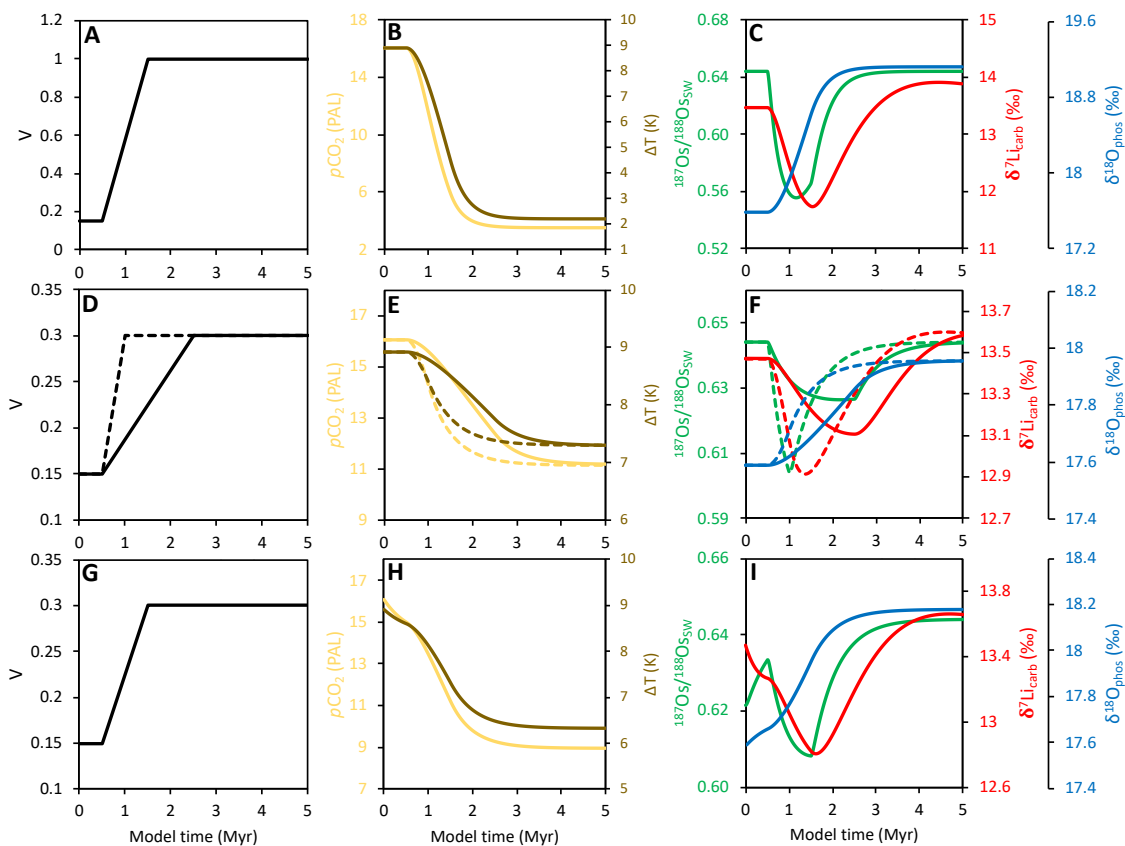 A
V
1.2
1
0.8
0.6
0.4
0.2
0
0 1 2 3 4 5
B
pCO2 (PAL)
18
14
10
6
2
0 1 2 3 4 5
10
9
8
7
6
5
4
3
2
1
ΔT (K)
C
187Os/188OsSW
0.68
0.64
0.60
0.56
0.52
0 1 2 3 4 5
15
14
13
12
11
δ7Licarb (‰)
19.6
18.8
18
17.2
δ18Ophos (‰)
D
V
0.35
0.3
0.25
0.2
0.15
0.1
0 1 2 3 4 5
E
pCO2 (PAL)
17
15
13
11
9
0 1 2 3 4 5
10
9
8
7
6
ΔT (K)
F
187Os/188OsSW
0.65
0.63
0.61
0.59
0 1 2 3 4 5
13.7
13.5
13.3
13.1
12.9
12.7
δ7Licarb (‰)
18.2
18
17.8
17.6
17.4
δ18Ophos (‰)
G
V
0.35
0.3
0.25
0.2
0.15
0.1
0 1 2 3 4 5
Model time (Myr)
H
pCO2 (PAL)
17
15
13
11
9
7
0 1 2 3 4 5
Model time (Myr)
10
9
8
7
6
5
ΔT (K)
I
187Os/188OsSW
0.66
0.64
0.62
0.60
0 1 2 3 4 5
Model time (Myr)
13.8
13.4
13
12.6
δ7Licarb (‰)
18.4
18.2
18
17.8
17.6
17.4
δ18Ophos (‰)